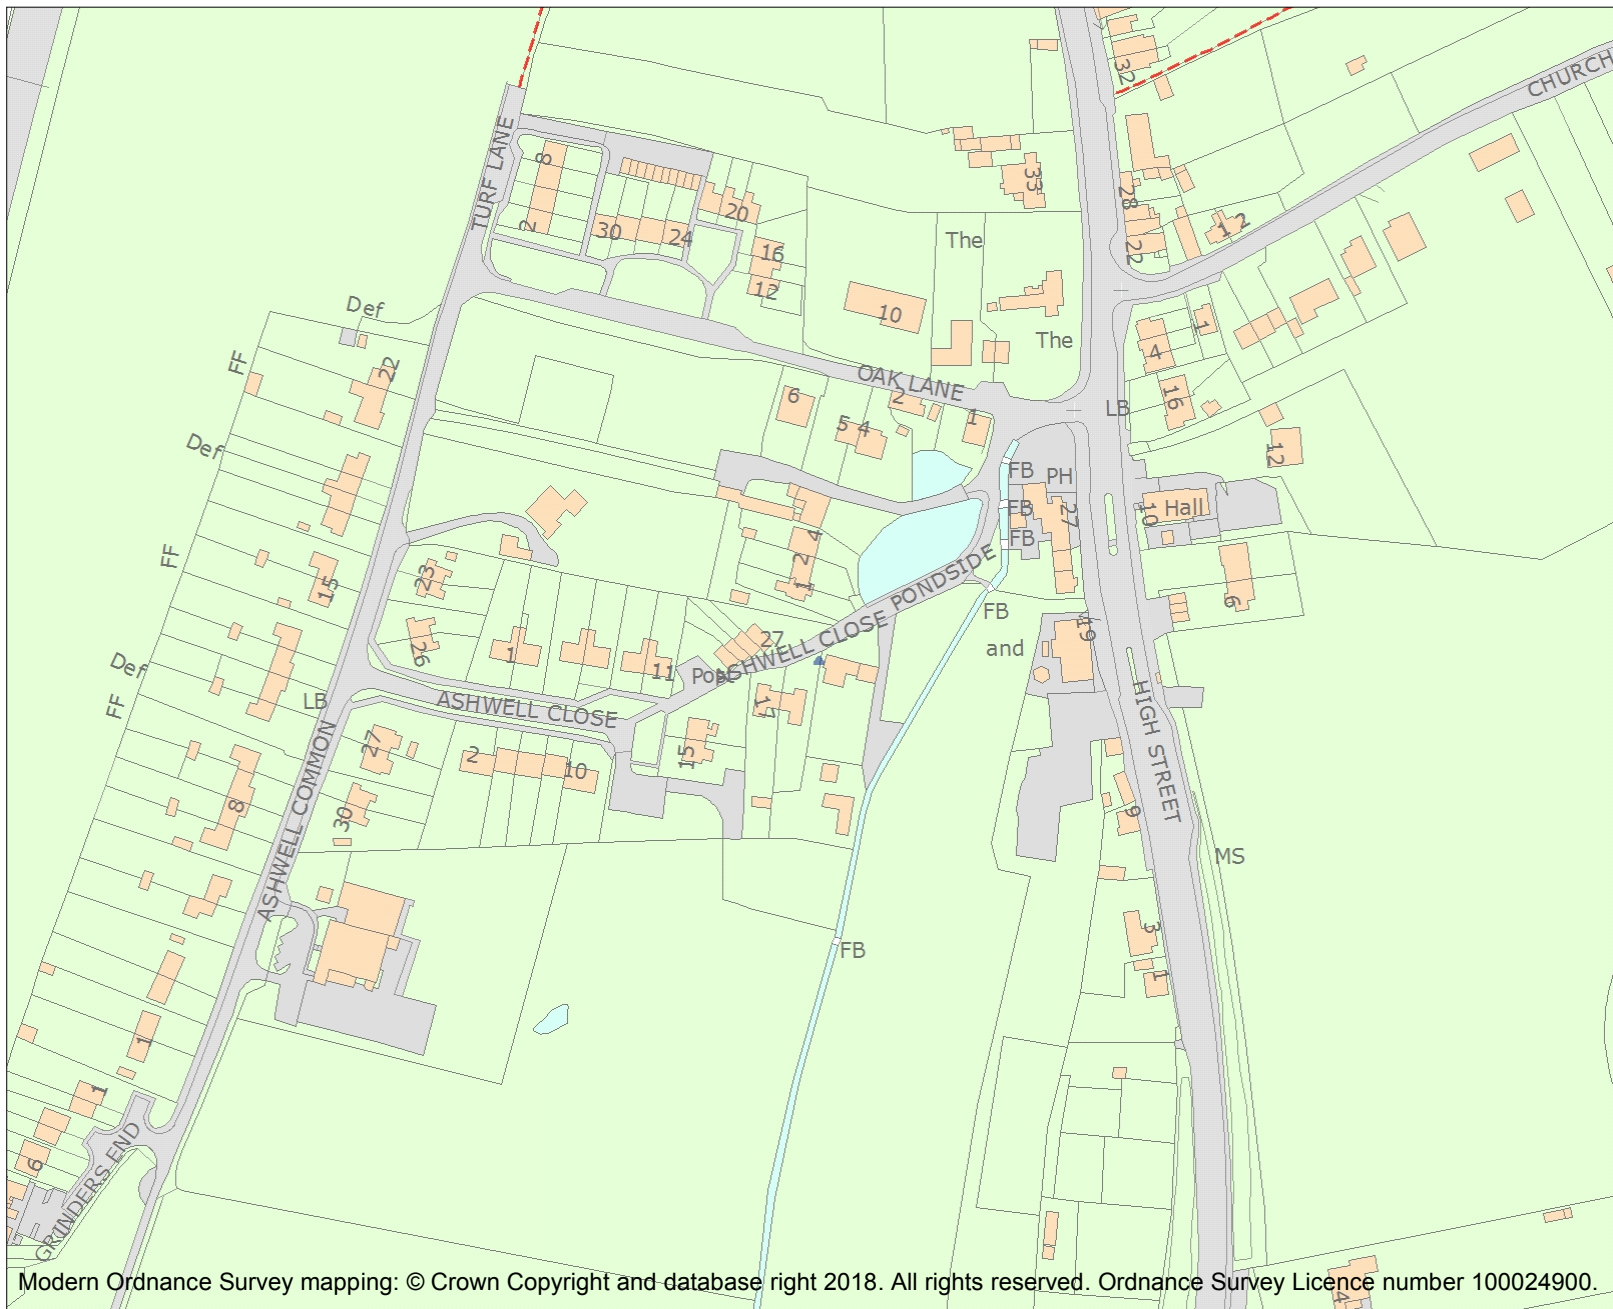 CHURCH
32
TURF LANE
8
33
20
28
2
30
24
The
1 2
22
16
12
Def
10
1
The
4
FF
22
OAK LANE
6
2
16
LB
5 4
1
Def
12
FB
PH
FB
27
10
Hall
4
FB
FF
2
23
15
1
PONDSIDE
6
FB
19
27
ASHWELL CLOSE
and
26
1
11
Post
Def
FF
LB
ASHWELL CLOSE
17
HIGH STREET
27
2
15
10
8
30
9
ASHWELL COMMON
MS
3
FB
1
1
1
6
GRINDERS END
4
Modern Ordnance Survey mapping: © Crown Copyright and database right 2018. All rights reserved. Ordnance Survey Licence number 100024900.